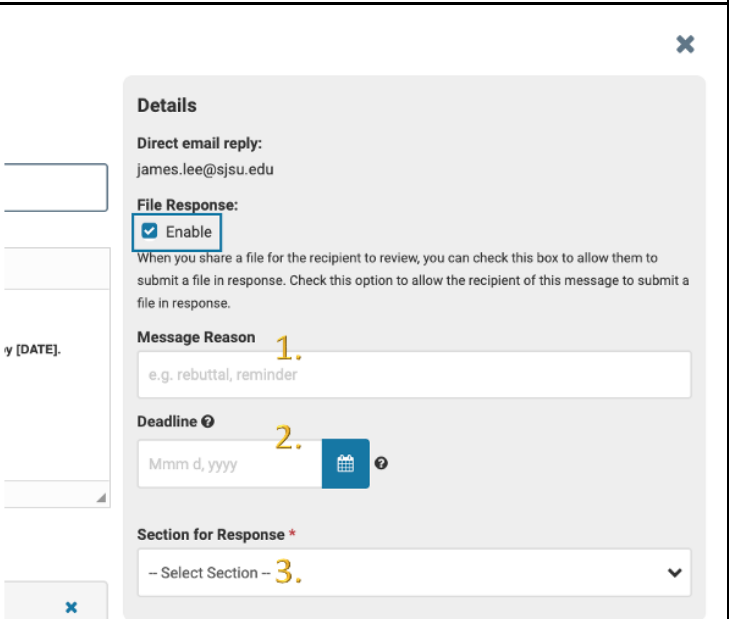 Details
Direct email reply:
james.lee@sjsu.edu
File Response:
Enable
When you share a file for the recipient to review, you can check this box to allow them to
submit a file in response. Check this option to allow the recipient of this message to submit a
file in response.
Message Reason
1.
e.g. rebuttal, reminder
by [DATE].
Deadline ?
2.
Mmm d, yyyy
?
Section for Response *
-- Select Section -- 3.